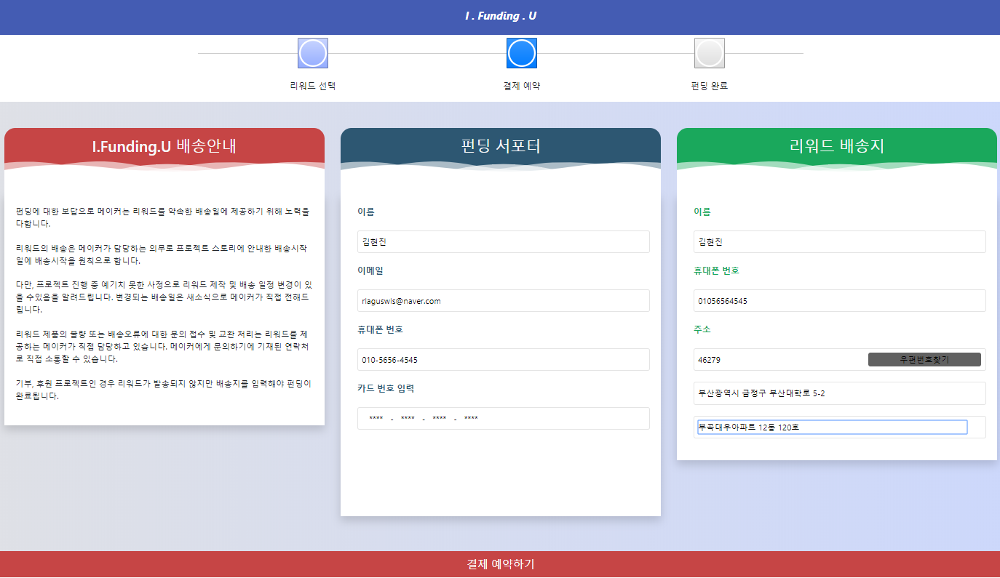 I . Funding . U
리워드 선택
결제 예약
펀딩 완료
I.Funding.U 배송안내
펀딩에 대한 보답으로 메이커는 리워드를 약속한 배송일에 제공하기 위해 노력을
다합니다.
리워드의 배송은 메이커가 담당하는 의무로 프로젝트 스토리에 안내한 배송시작
일에 배송시작을 원칙으로 합니다.
다만, 프로젝트 진행 중 예기치 못한 사정으로 리워드 제작 및 배송 일정 변경이 있
을 수있음을 알려드립니다. 변경되는 배송일은 새소식으로 메이커가 직접 전해드
립니다.
리워드 제품의 불량 또는 배송오류에 대한 문의 접수 및 교환 처리는 리워드를 제
공하는 메이커가 직접 담당하고 있습니다. 메이커에게 문의하기에 기재된 연락처
로 직접 소통할 수 있습니다.
기부, 후원 프로젝트인 경우 리워드가 발송되지 않지만 배송지를 입력해야 펀딩이
완료됩니다.
펀딩 서포터
이름
김현진
이메일
rlaguswls@naver.com
휴대폰 번호
010-5656-4545
카드 번호 입력
**** - **** - **** - ****
리워드 배송지
이름
김현진
휴대폰 번호
01056564545
주소
46279 우편번호찾기
부산광역시 금정구 부산대학로 5-2
부곡대우아파트 12동 120호
결제 예약하기